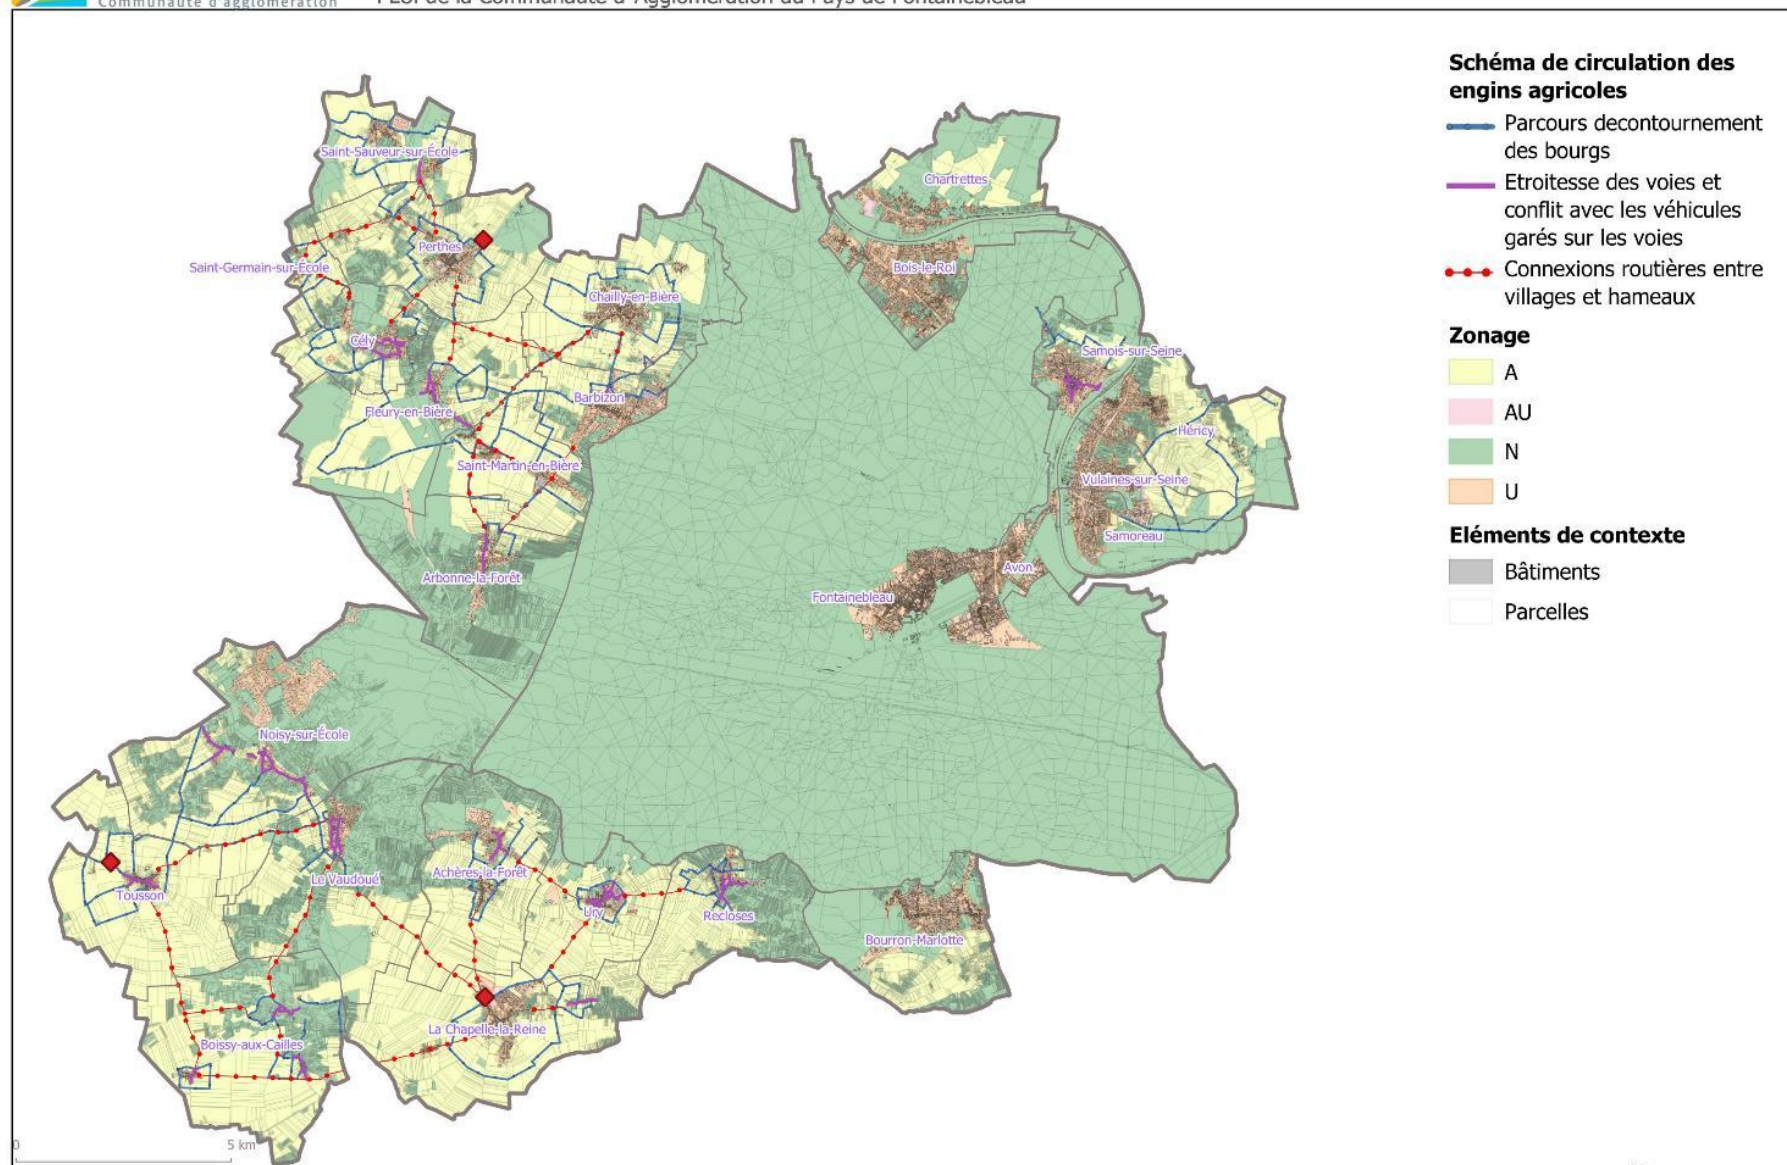 Communauté d'agglomération
PLUi de la Communauté d'Agglomération du Pays de Fontainebleau
Schéma de circulation des
engins agricoles
Parcours decontournement
des bourgs
Etroitesse des voies et
conflit avec les véhicules
garés sur les voies
Connexions routières entre
villages et hameaux
Zonage
A
AU
N
U
Eléments de contexte
Bâtiments
Parcelles
Saint-Sauveur-sur-École
Chartrettes
Perthes
Saint-Germain-sur-École
Bois-le-Roi
Chailly-en-Bière
Cély
Samois-sur-Seine
Barbizon
Fleury-en-Bière
Héricy
Saint-Martin-en-Bière
Vulaines-sur-Seine
Samoreau
Avon
Arbonne-la-Forêt
Fontainebleau
Noisy-sur-École
Achères-la-Forêt
Le Vaudoué
Tousson
Ury
Recloses
Bourron-Marlotte
La Chapelle-la-Reine
Boissy-aux-Cailles
0
5 km